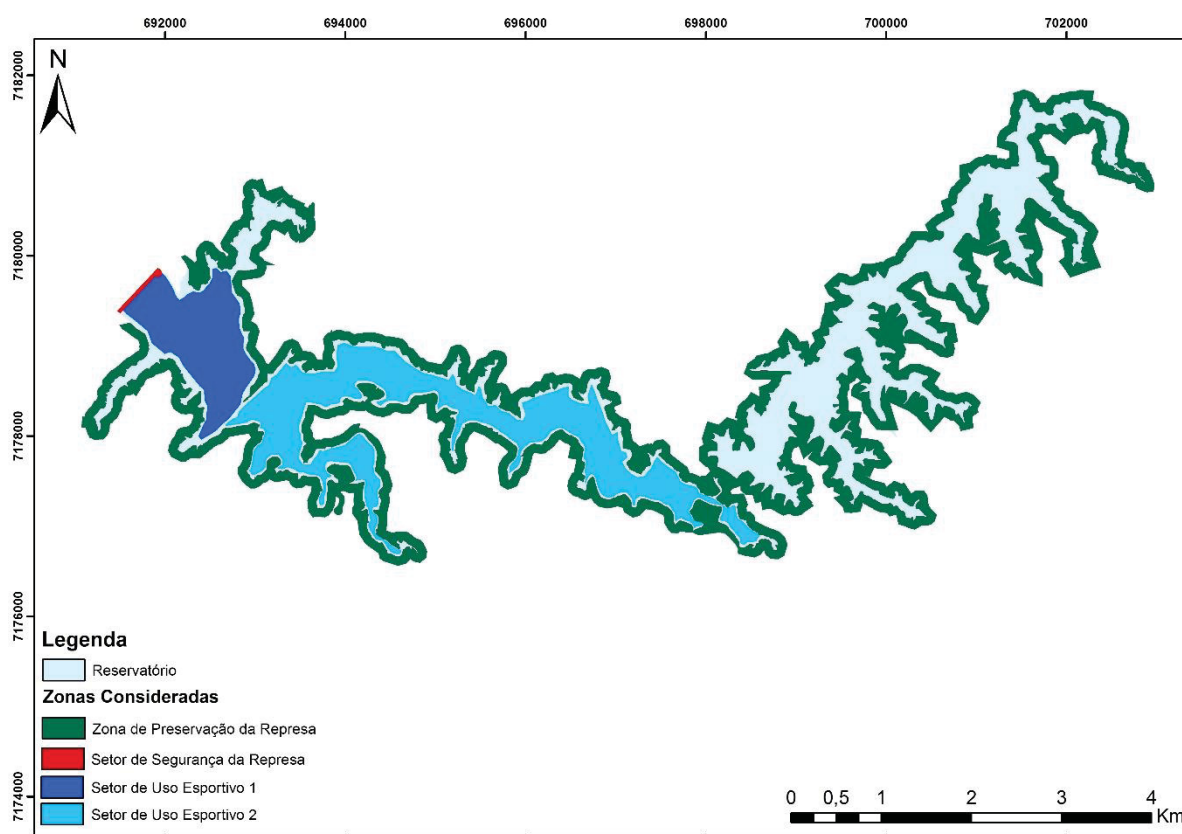 692000 694000 696000 698000 700000 702000
7182000
N
7180000
7178000
7176000
7174000
Legenda
Reservatório
Zonas Consideradas
Zona de Preservação da Represa
Setor de Segurança da Represa
Setor de Uso Esportivo 1
Setor de Uso Esportivo 2
0 0,5 1 2 3 4
Km